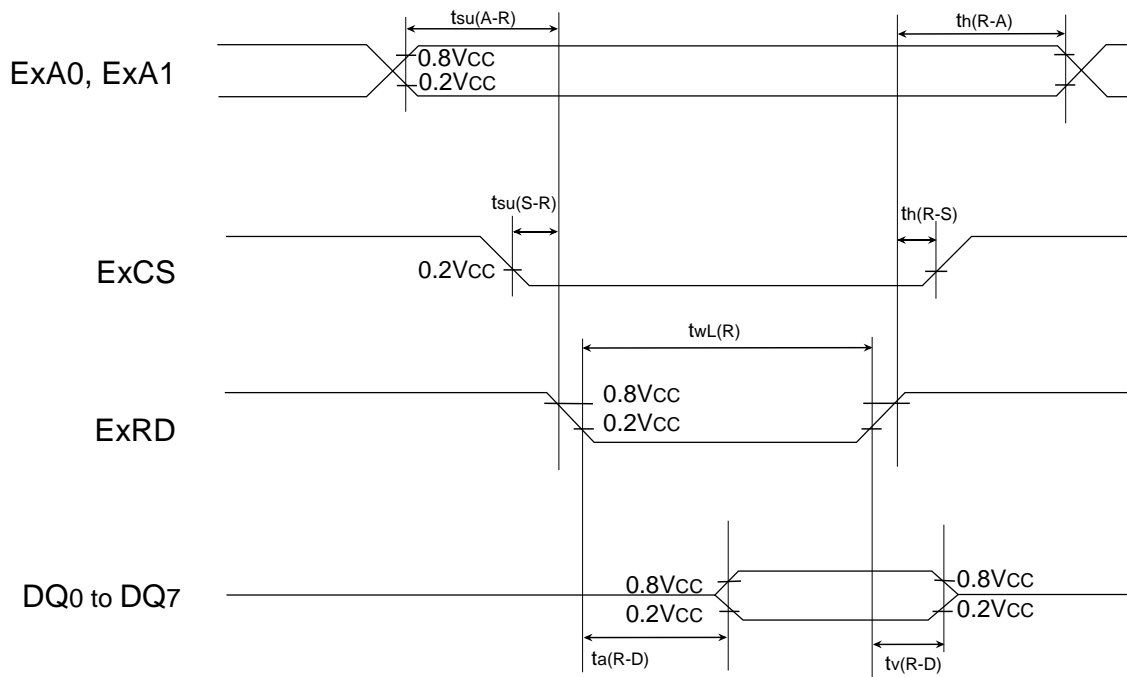 tsu(A-R)
th(R-A)
ExA0, ExA1
0.8VCC
0.2VCC
tsu(S-R)
th(R-S)
ExCS
0.2VCC
twL(R)
ExRD
0.8VCC
0.2VCC
DQ0 to DQ7
0.8VCC
0.2VCC
0.8VCC
0.2VCC
ta(R-D)
tv(R-D)